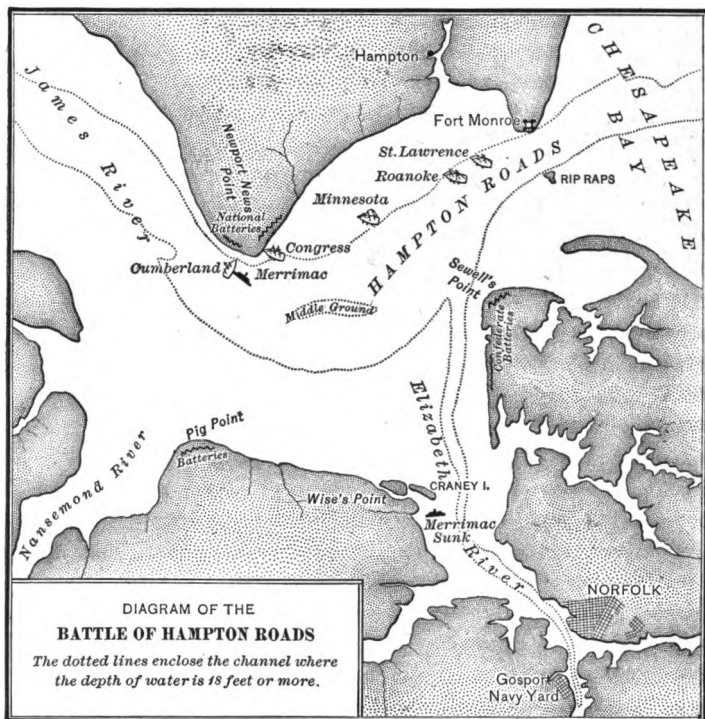 Hampton
CHESAPEAKE
BAY
James River
Fort Monroe
Newport News
Point
St. Lawrence
Roanoke
RIP RAPS
HAMPTON ROADS
Minnesota
National
Batteries
Congress
Cumberland
Merrimac
Sewell's
Point
Middle Ground
Confederate
Batteries
Elizabeth
River
Pig Point
Batteries
Nansemond River
Wise's Point
CRANEY I.
Merrimac
Sunk
NORFOLK
Gosport
Navy Yard
DIAGRAM OF THE
BATTLE OF HAMPTON ROADS
The dotted lines enclose the channel where
the depth of water is 18 feet or more.